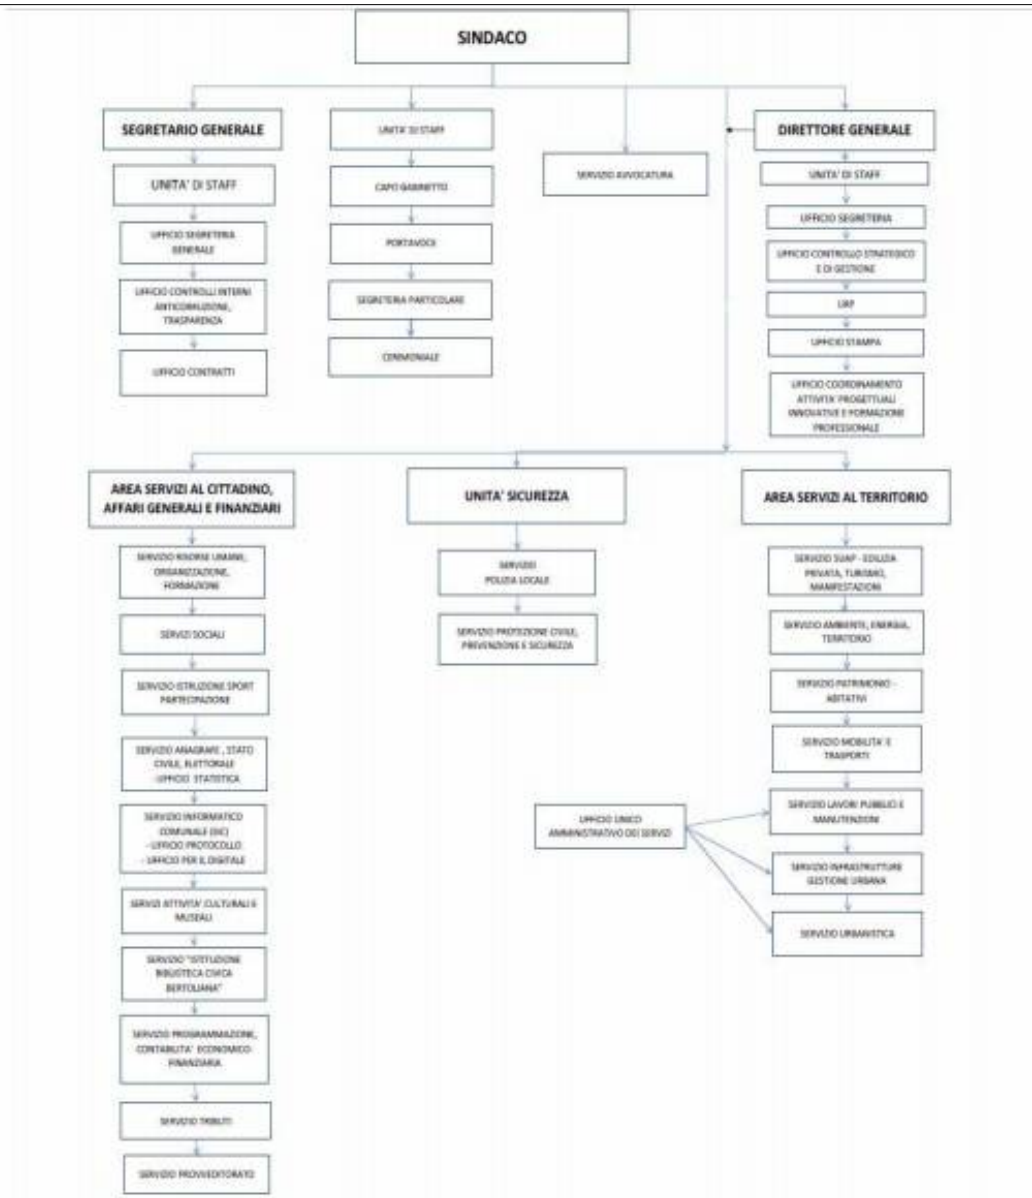 SINDACO
SEGRETARIO GENERALE
UNITA' DI STAFF
UFFICIO SEGRETERIA
GENERALE
UFFICIO CONTROLLI INTERNI
ANTICORRUZIONE,
TRASPARENZA
UFFICIO CONTRATTI
UNITA' DI STAFF
CAPO GABINETTO
PORTAVOCE
SEGRETERIA PARTICOLARE
CERIMONIALE
SERVIZIO AVVOCATURA
DIRETTORE GENERALE
UNITA' DI STAFF
UFFICIO SEGRETERIA
UFFICIO CONTROLLO STRATEGICO
E DI GESTIONE
URP
UFFICIO STAMPA
UFFICIO COORDINAMENTO
ATTIVITA' PROGETTUALI
INNOVATIVE E FORMAZIONE
PROFESSIONALE
AREA SERVIZI AL CITTADINO,
AFFARI GENERALI E FINANZIARI
SERVIZIO RISORSE UMANE,
ORGANIZZAZIONE,
FORMAZIONE
SERVIZI SOCIALI
SERVIZIO ISTRUZIONE SPORT
PARTECIPAZIONE
SERVIZIO ANAGRAFE , STATO
CIVILE, ELETTORALE
-UFFICIO STATISTICA
SERVIZIO INFORMATICO
COMUNALE (SIC)
- UFFICIO PROTOCOLLO
- UFFICIO PER IL DIGITALE
SERVIZI ATTIVITA' CULTURALI E
MUSEALI
SERVIZIO "ISTITUZIONE
BIBLIOTECA CIVICA
BERTOLIANA"
SERVIZIO PROGRAMMAZIONE,
CONTABILITA' ECONOMICO
FINANZIARIA
SERVIZIO TRIBUTI
SERVIZIO PROVVEDITORATO
UNITA' SICUREZZA
SERVIZIO
POLIZIA LOCALE
SERVIZIO PROTEZIONE CIVILE,
PREVENZIONE E SICUREZZA
AREA SERVIZI AL TERRITORIO
SERVIZIO SUAP - EDILIZIA
PRIVATA, TURISMO,
MANIFESTAZIONI
SERVIZIO AMBIENTE, ENERGIA,
TERRITORIO
SERVIZIO PATRIMONIO -
ABITATIVI
SERVIZIO MOBILITA' E
TRASPORTI
SERVIZIO LAVORI PUBBLICI E
MANUTENZIONI
SERVIZIO INFRASTRUTTURE
GESTIONE URBANA
SERVIZIO URBANISTICA
UFFICIO UNICO
AMMINISTRATIVO DEI SERVIZI